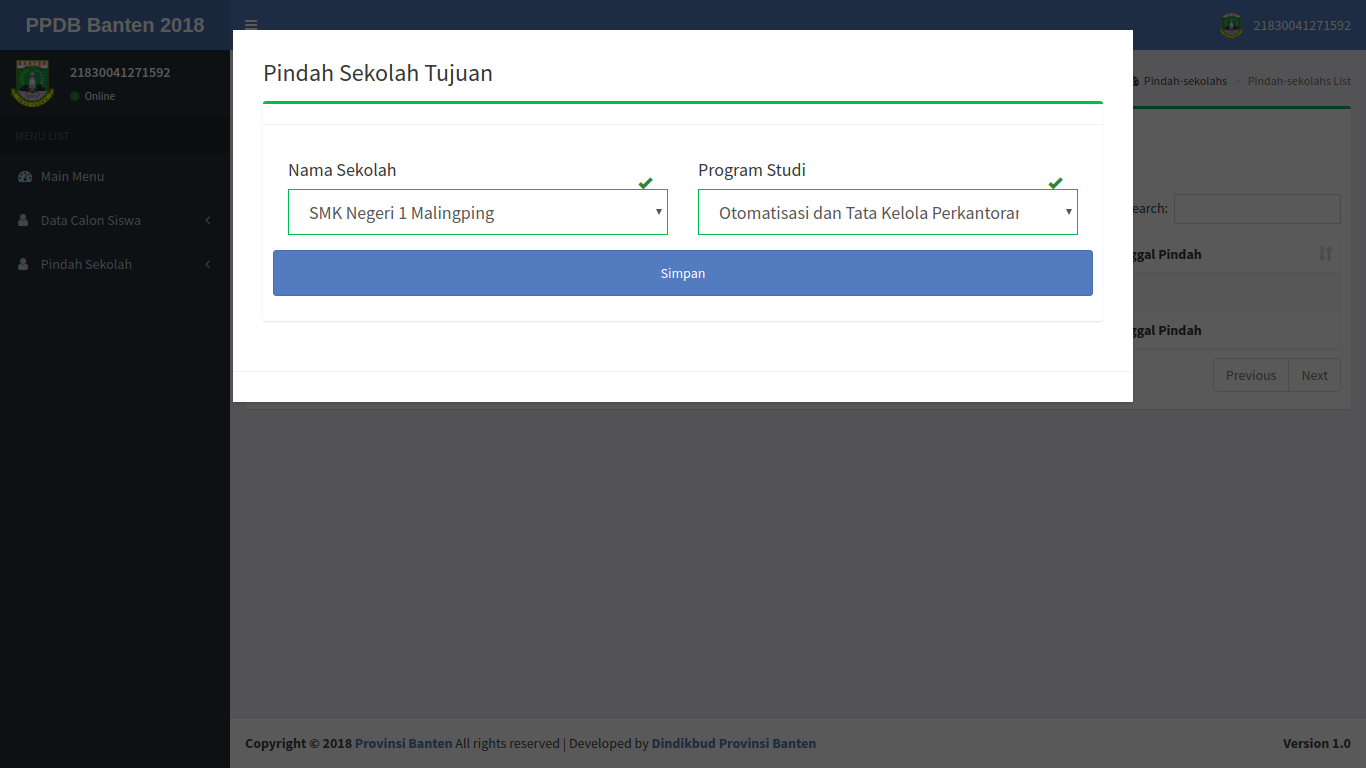 PPDB Banten 2018
21830041271592
21830041271592
Online
MENU LIST
Main Menu
Data Calon Siswa
Pindah Sekolah
Pindah-sekolahs > Pindah-sekolahs List
Pindah Sekolah Tujuan
Nama Sekolah
SMK Negeri 1 Malingping
Program Studi
Otomatisasi dan Tata Kelola Perkantoran
Simpan
earch:
ggal Pindah
ggal Pindah
Previous Next
Copyright © 2018 Provinsi Banten All rights reserved | Developed by Dindikbud Provinsi Banten
Version 1.0